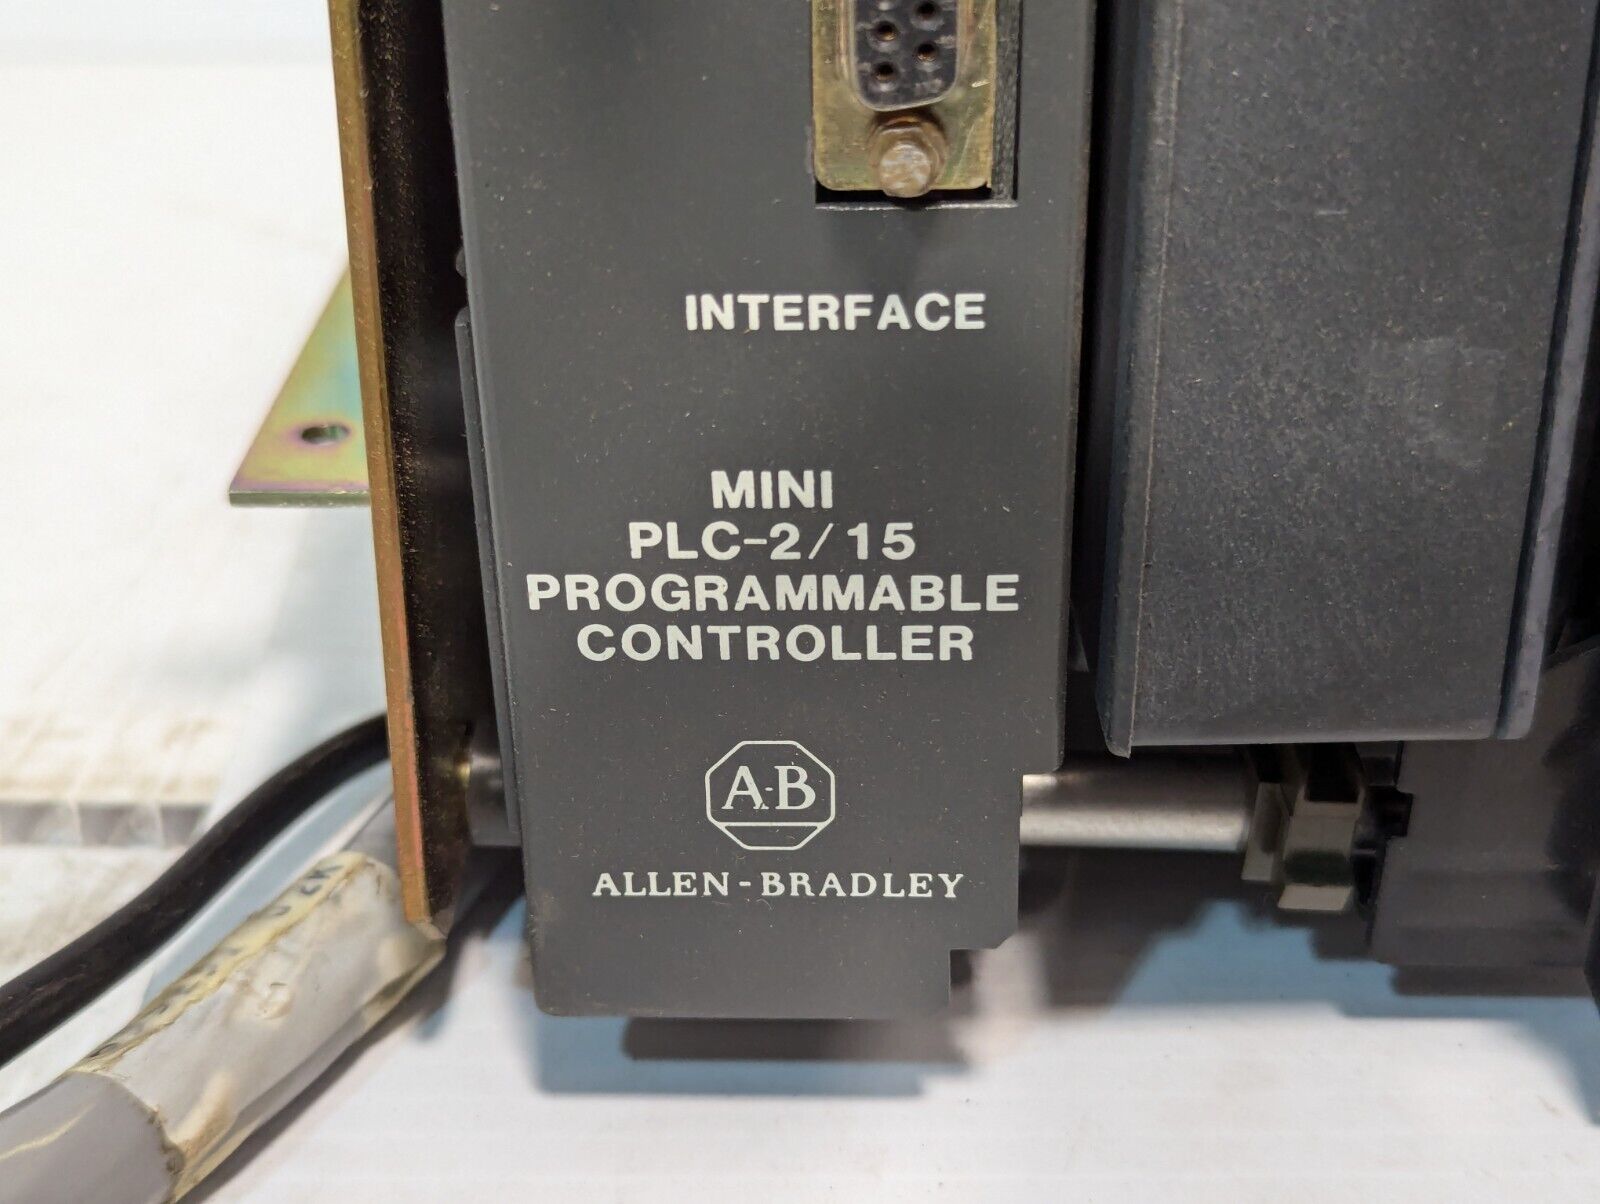 INTERFACE
MINI
PLC-2/15
PROGRAMMABLE
CONTROLLER
A·B
ALLEN-BRADLEY